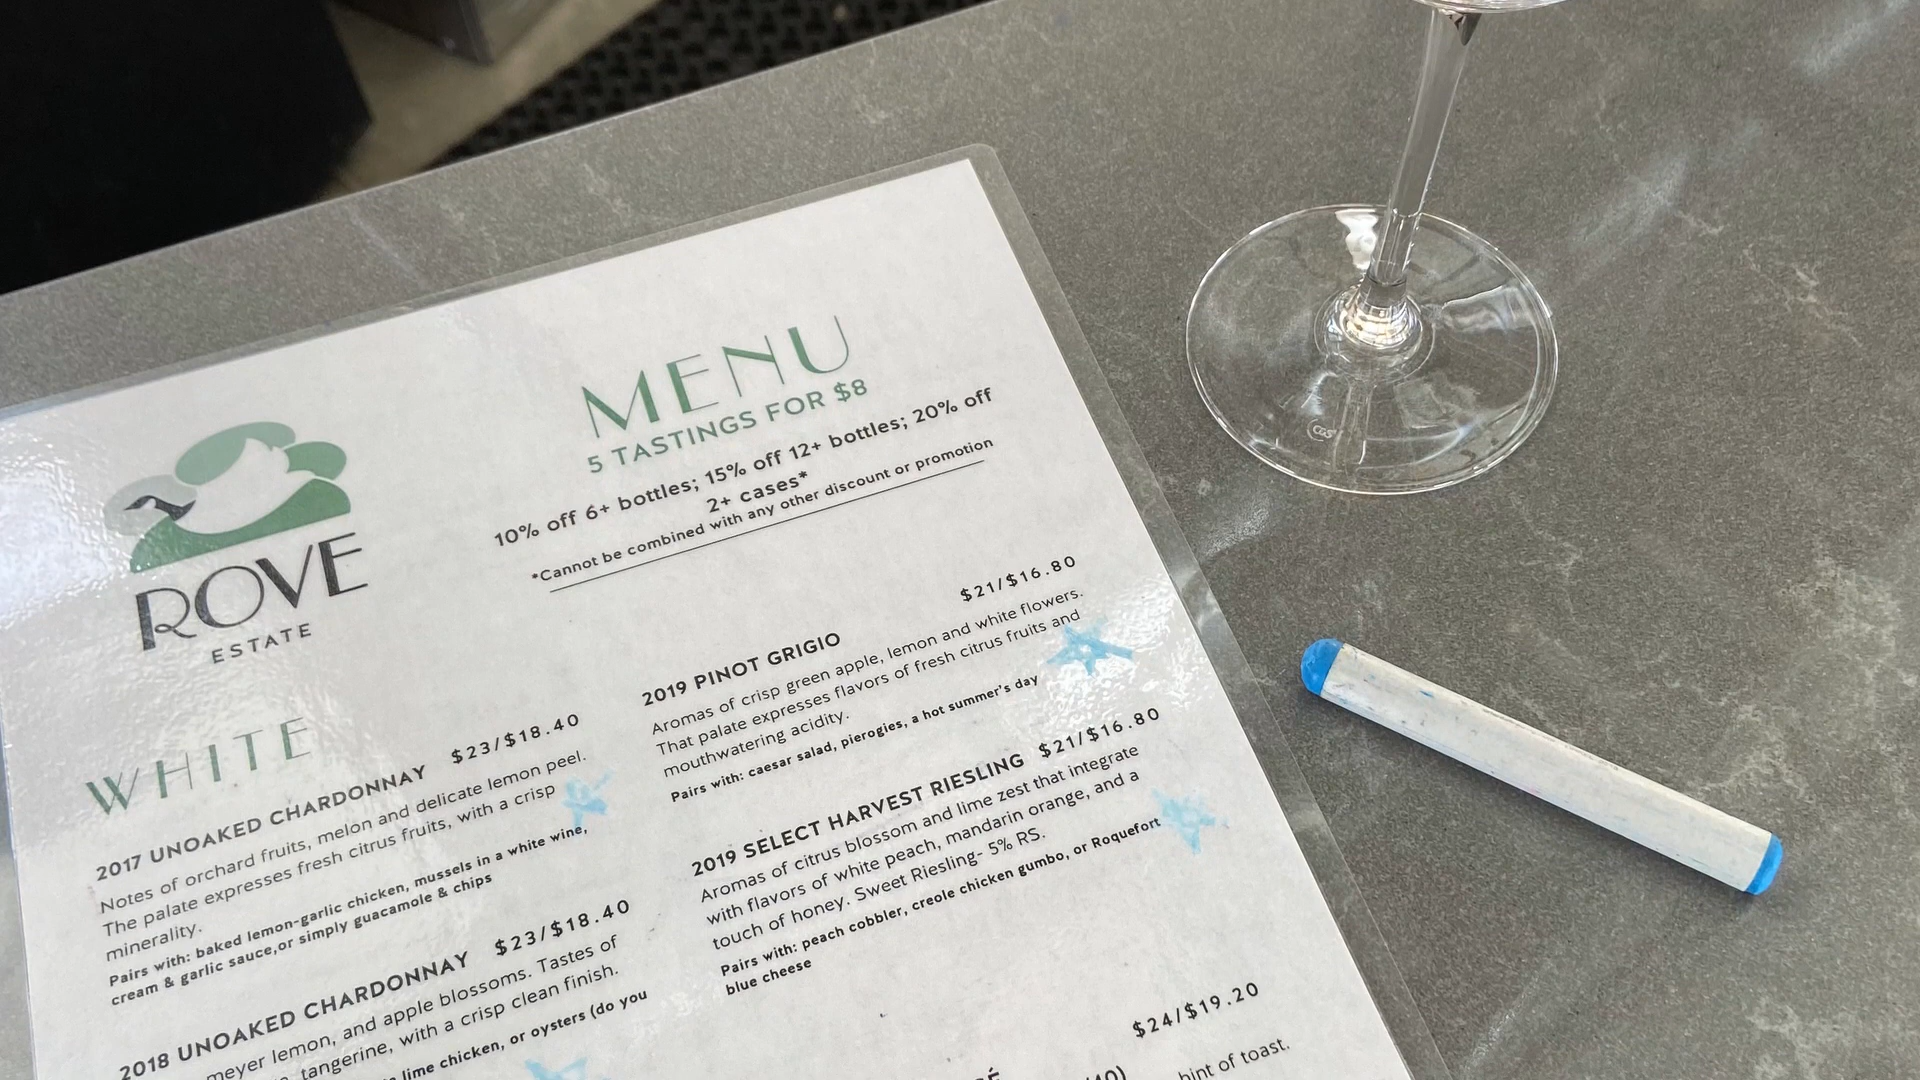 ROVE
ESTATE
MENU
5 TASTINGS FOR $8
10% off 6+ bottles; 15% off 12+ bottles; 20% off
2+ cases*
*Cannot be combined with any other discount or promotion
WHITE
2017 UNOAKED CHARDONNAY $23/$18.40
Notes of orchard fruits, melon and delicate lemon peel.
The palate expresses fresh citrus fruits, with a crisp
minerality.
Pairs with: baked lemon-garlic chicken, mussels in a white wine,
cream & garlic sauce,or simply guacamole & chips
2018 UNOAKED CHARDONNAY $23/$18.40
meyer lemon, and apple blossoms. Tastes of
tangerine, with a crisp clean finish.
lime chicken, or oysters (do you
$21/$16.80
2019 PINOT GRIGIO
Aromas of crisp green apple, lemon and white flowers.
That palate expresses flavors of fresh citrus fruits and
mouthwatering acidity.
Pairs with: caesar salad, pierogies, a hot summer's day
2019 SELECT HARVEST RIESLING $21/$16.80
Aromas of citrus blossom and lime zest that integrate
with flavors of white peach, mandarin orange, and a
touch of honey. Sweet Riesling- 5% RS.
Pairs with: peach cobbler, creole chicken gumbo, or Roquefort
blue cheese
$24/$19.20
hint of toast.